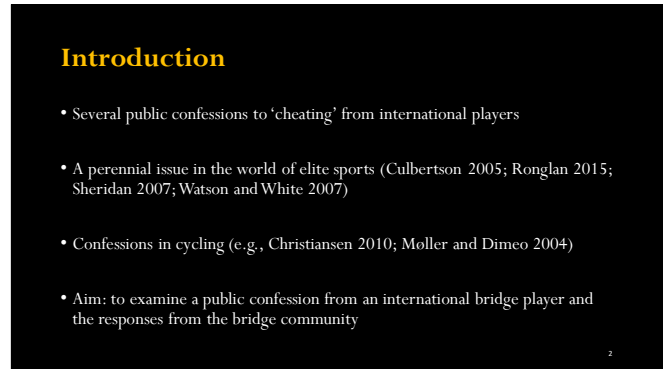 Introduction
• Several public confessions to ‘cheating’ from international players
• A perennial issue in the world of elite sports (Culbertson 2005; Ronglan 2015;
Sheridan 2007; Watson and White 2007)
• Confessions in cycling (e.g., Christiansen 2010; Møller and Dimeo 2004)
• Aim: to examine a public confession from an international bridge player and
the responses from the bridge community
2